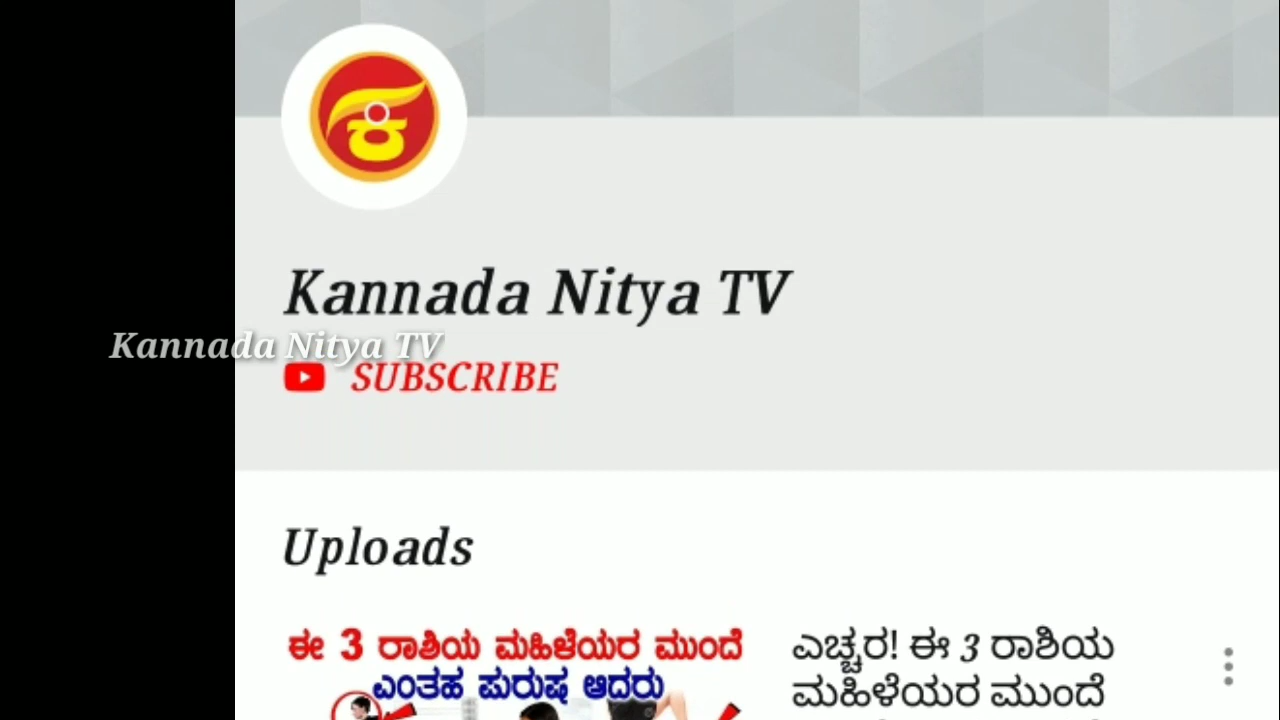 ಕ
Kannada Nitya TV
Kannada Nitya TV
SUBSCRIBE
Uploads
ಈ 3 ರಾಶಿಯ ಮಹಿಳೆಯರ ಮುಂದೆ
ಎಂತಹ ಪುರುಷ ಆದರು
ಎಚ್ಚರ! ಈ 3 ರಾಶಿಯ
ಮಹಿಳೆಯರ ಮುಂದೆ